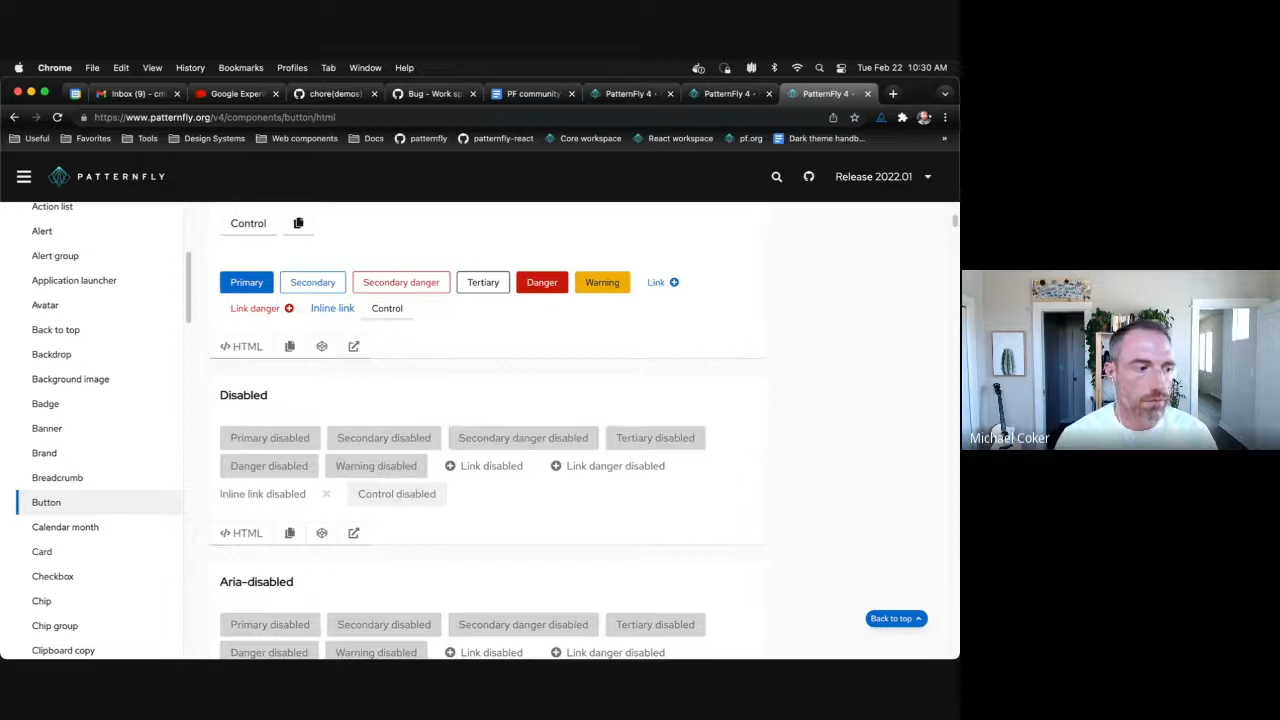 Chrome File Edit View History Bookmarks Profiles Tab Window Help Tue Feb 22 10:30 AM
Inbox (9) - cm Google Experi chore(demos) Bug - Work sp PF community PatternFly 4 - PatternFly 4 - PatternFly 4 -
https://www.patternfly.org/v4/components/button/html
Useful Favorites Tools Design Systems Web components Docs patternfly patternfly-react Core workspace React workspace pf.org Dark theme handb... »
PATTERNFLY Release 2022.01
Action list
Alert
Alert group
Application launcher
Avatar
Back to top
Backdrop
Background image
Badge
Banner
Brand
Breadcrumb
Button
Calendar month
Card
Checkbox
Chip
Chip group
Clipboard copy
Control
Primary Secondary Secondary danger Tertiary Danger Warning Link
Link danger Inline link Control
HTML
Disabled
Primary disabled Secondary disabled Secondary danger disabled Tertiary disabled
Danger disabled Warning disabled Link disabled Link danger disabled
Inline link disabled Control disabled
HTML
Aria-disabled
Primary disabled Secondary disabled Secondary danger disabled Tertiary disabled
Danger disabled Warning disabled Link disabled Link danger disabled
Back to top
Michael Coker